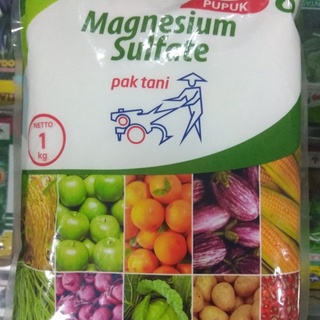 PUPUK
Magnesium
Sulfate
pak tani
NETTO
1
kg